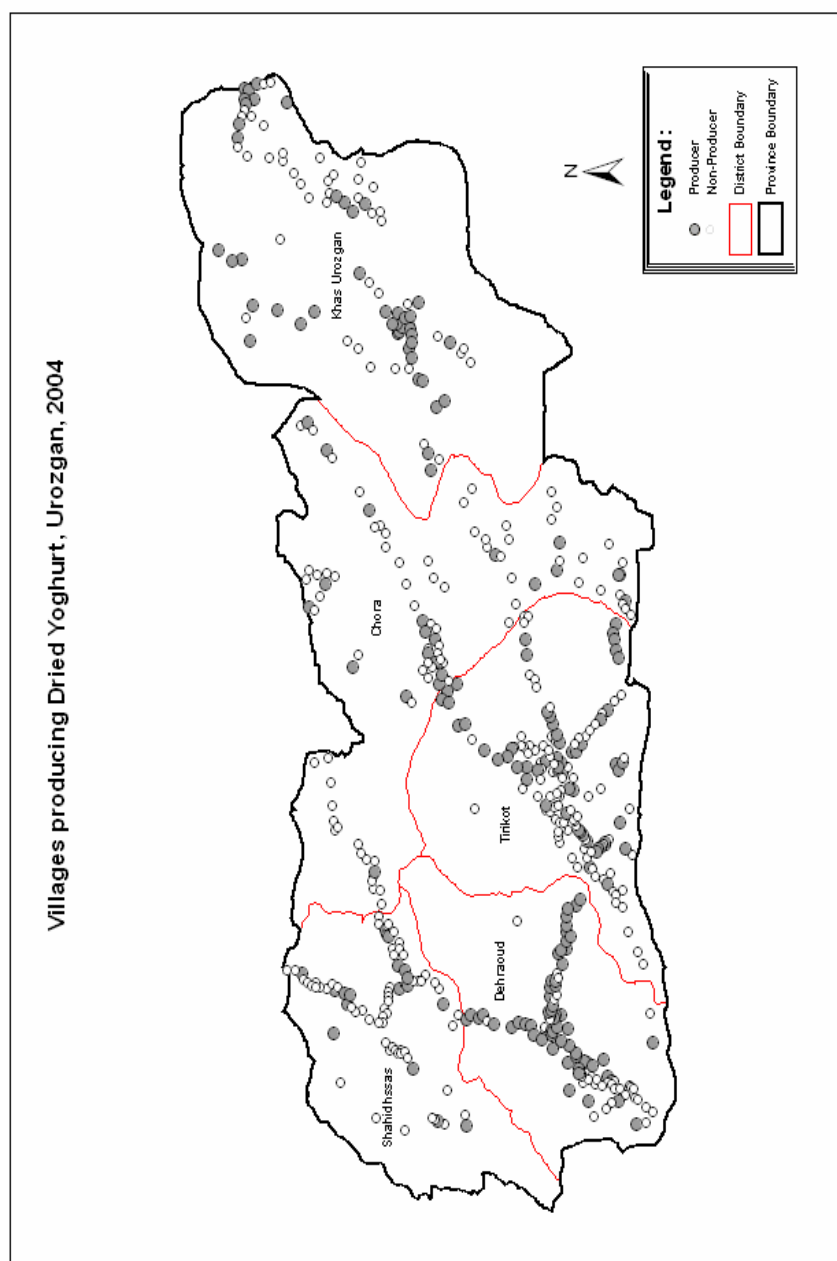 Villages producing Dried Yoghurt, Urozgan, 2004
Khas Urozgan
Chora
Tirikot
Dehraoud
Shahidhssas
N
Legend :
Producer
Non-Producer
District Boundary
Province Boundary